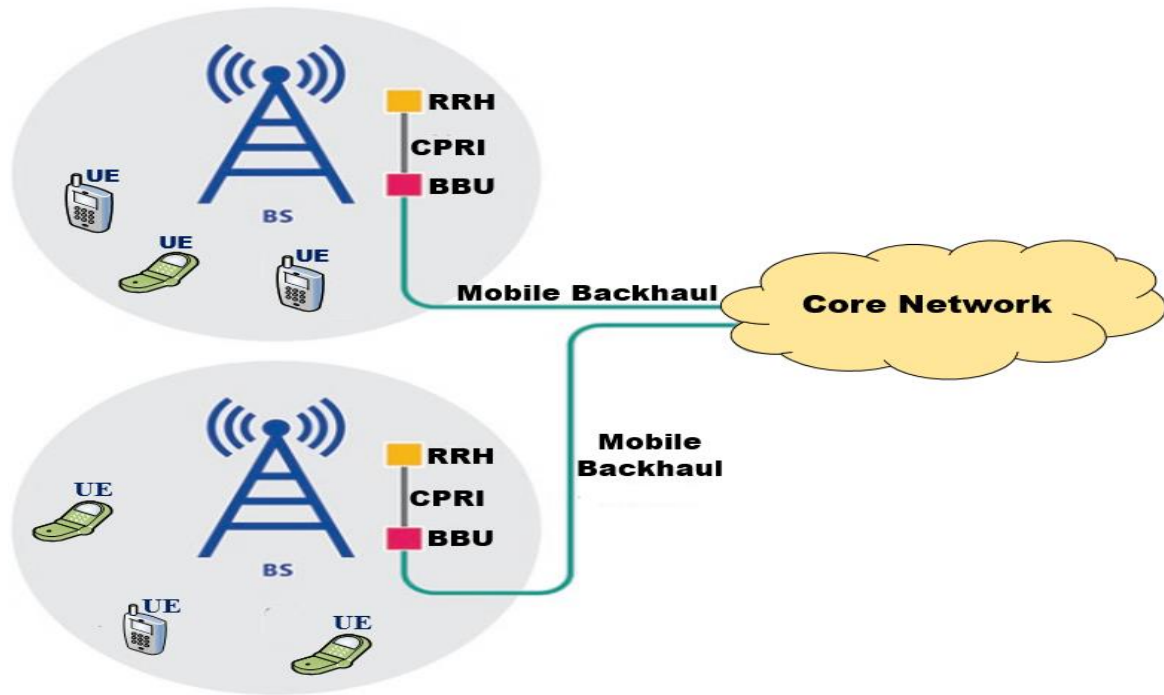 RRH
CPRI
BBU
UE
BS
UE
UE
Mobile Backhaul
Core Network
RRH
CPRI
BBU
Mobile
Backhaul
UE
BS
UE
UE